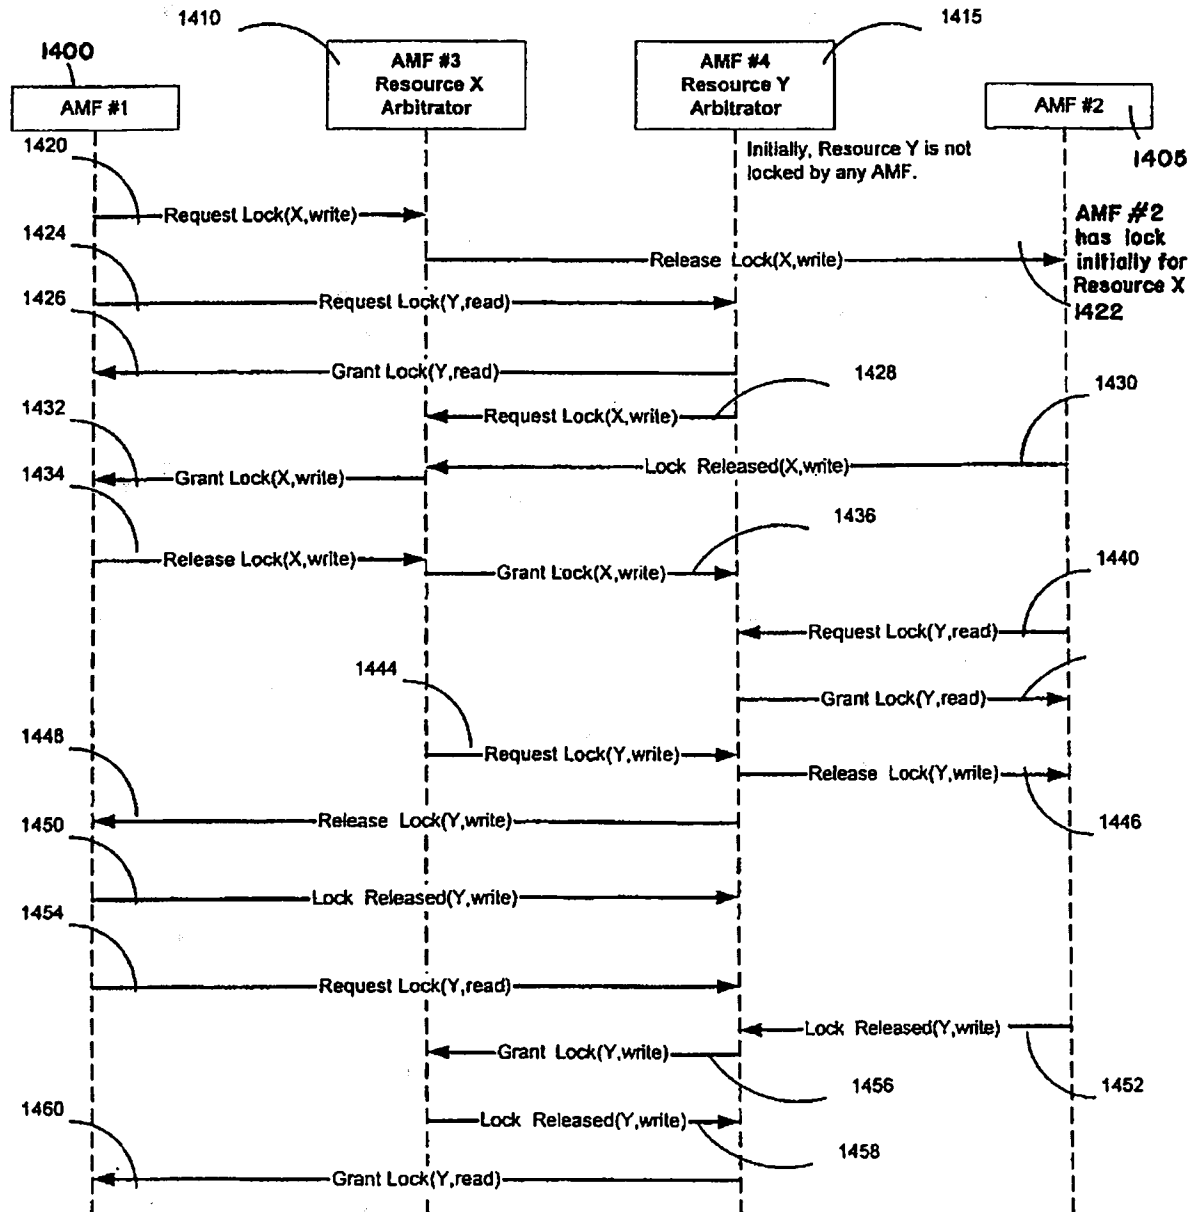 1410
1415
1400
AMF #1
AMF #3
Resource X
Arbitrator
AMF #4
Resource Y
Arbitrator
AMF #2
1405
1420
Initially, Resource Y is not
locked by any AMF.
Request Lock(X,write)
AMF #2
has lock
initially for
Resource X
1422
1424
Release Lock(X,write)
1426
Request Lock(Y,read)
Grant Lock(Y,read)
1428
1430
1432
Request Lock(X,write)
Lock Released(X,write)
1434
Grant Lock(X,write)
1436
Release Lock(X,write)
Grant Lock(X,write)
1440
Request Lock(Y,read)
1444
Grant Lock(Y,read)
1448
Request Lock(Y,write)
Release Lock(Y,write)
1446
Release Lock(Y,write)
1450
Lock Released(Y,write)
1454
Request Lock(Y,read)
Lock Released(Y,write)
1452
Grant Lock(Y,write)
1456
1460
Lock Released(Y,write)
1458
Grant Lock(Y,read)